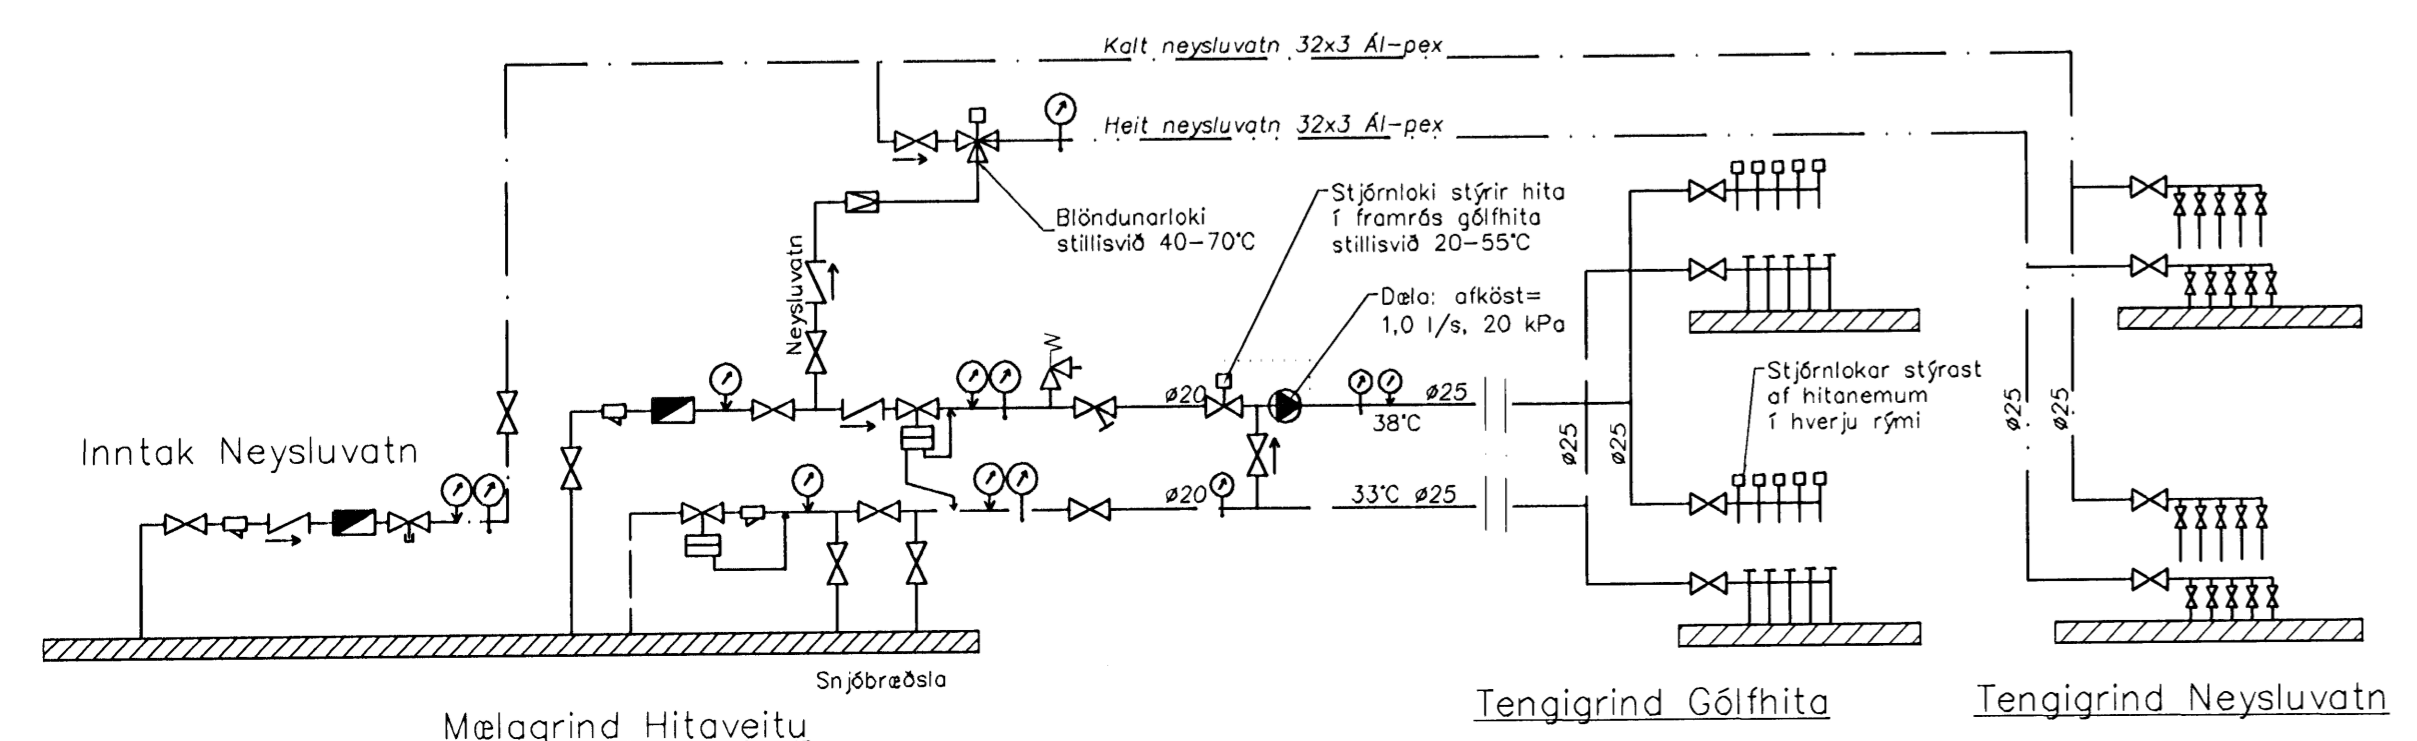 Kalt neysluvatn 32x3 Ál-pex
Heit neysluvatn 32x3 Ál-pex
Blöndunarloki
stillisvið 40-70°C
Stjórnloki stýrir hita
í framrás gólfhita
stillisvið 20-55°C
Dæla: afköst=
1,0 l/s, 20 kPa
Neysluvatn
Stjórnlokar stýrast
af hitanemum
í hverju rými
ø20
ø25
38°C
ø25
ø25
ø25
ø25
Inntak Neysluvatn
ø20
33°C ø25
Snjóbræðsla
Mælagrind Hitaveitu
Tengigrind Gólfhita
Tengigrind Neysluvatn